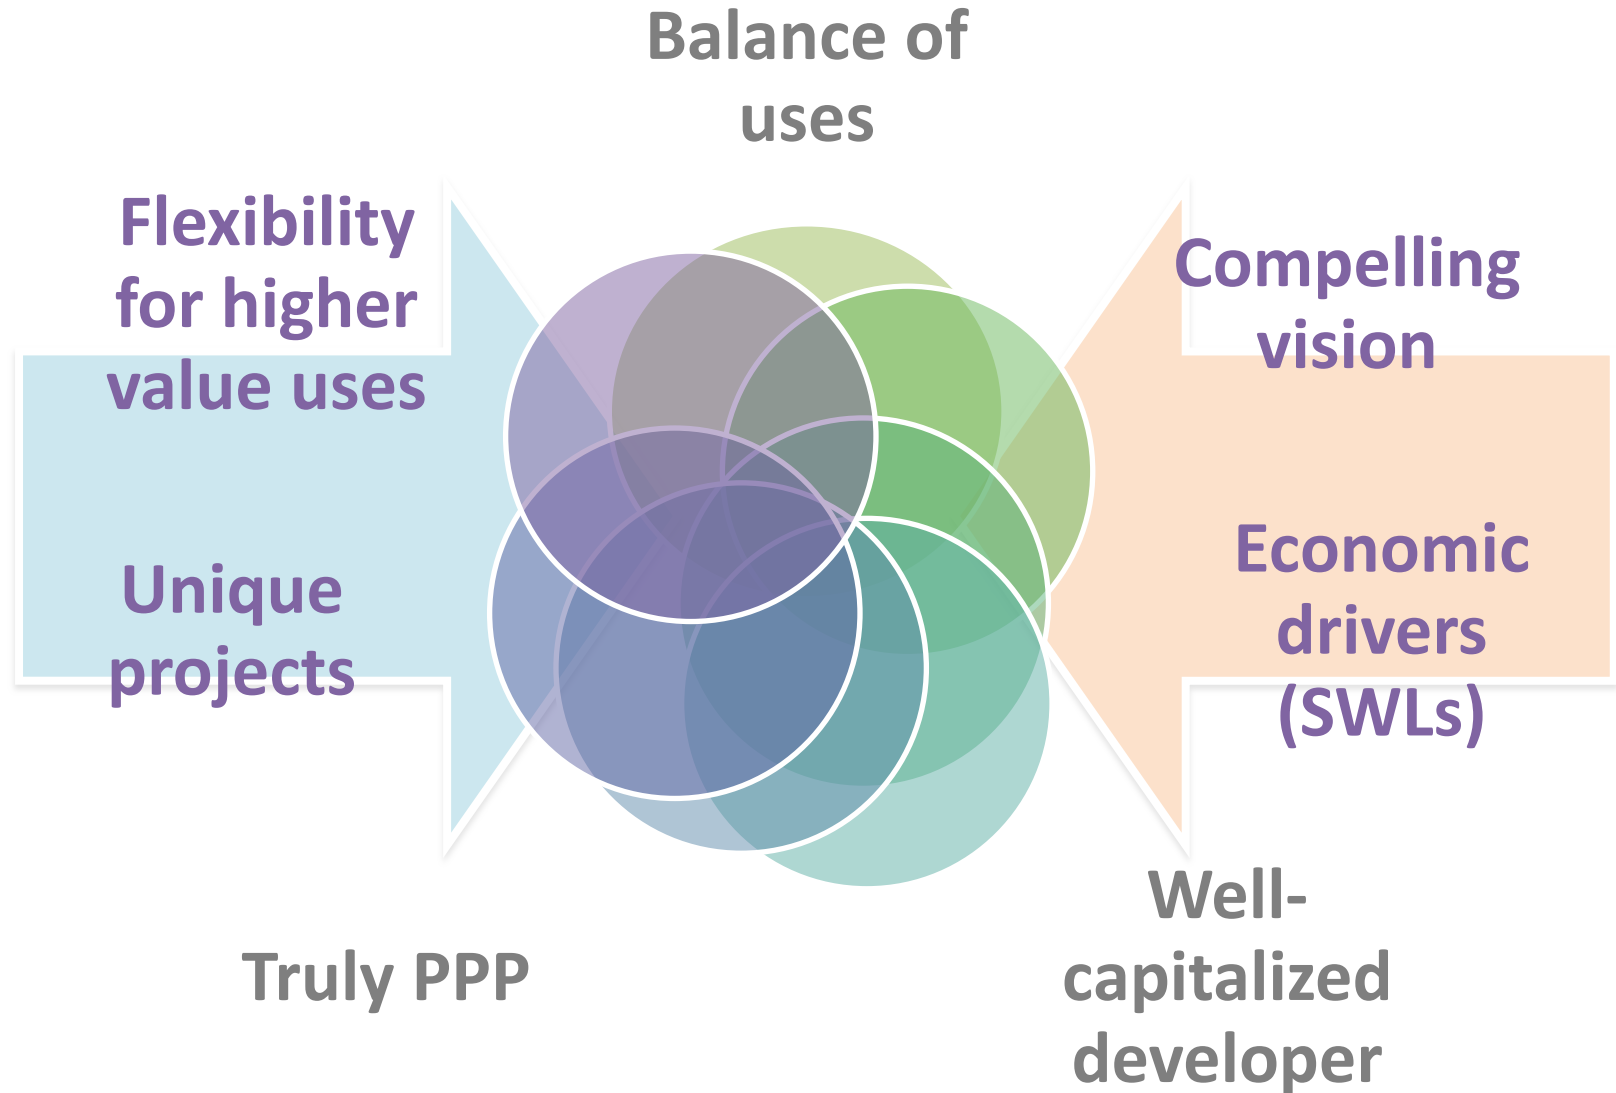 Balance of
uses
Flexibility
for higher
value uses
Compelling
vision
Unique
projects
Economic
drivers
(SWLs)
Truly PPP
Well-
capitalized
developer